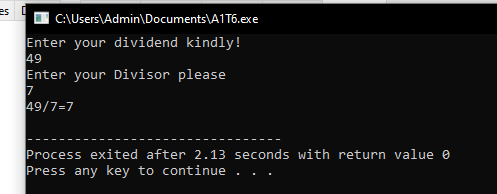 es
C:\Users\Admin\Documents\A1T6.exe
Enter your dividend kindly!
49
Enter your Divisor please
7
49/7=7
--------------------------------
Process exited after 2.13 seconds with return value 0
Press any key to continue . . .